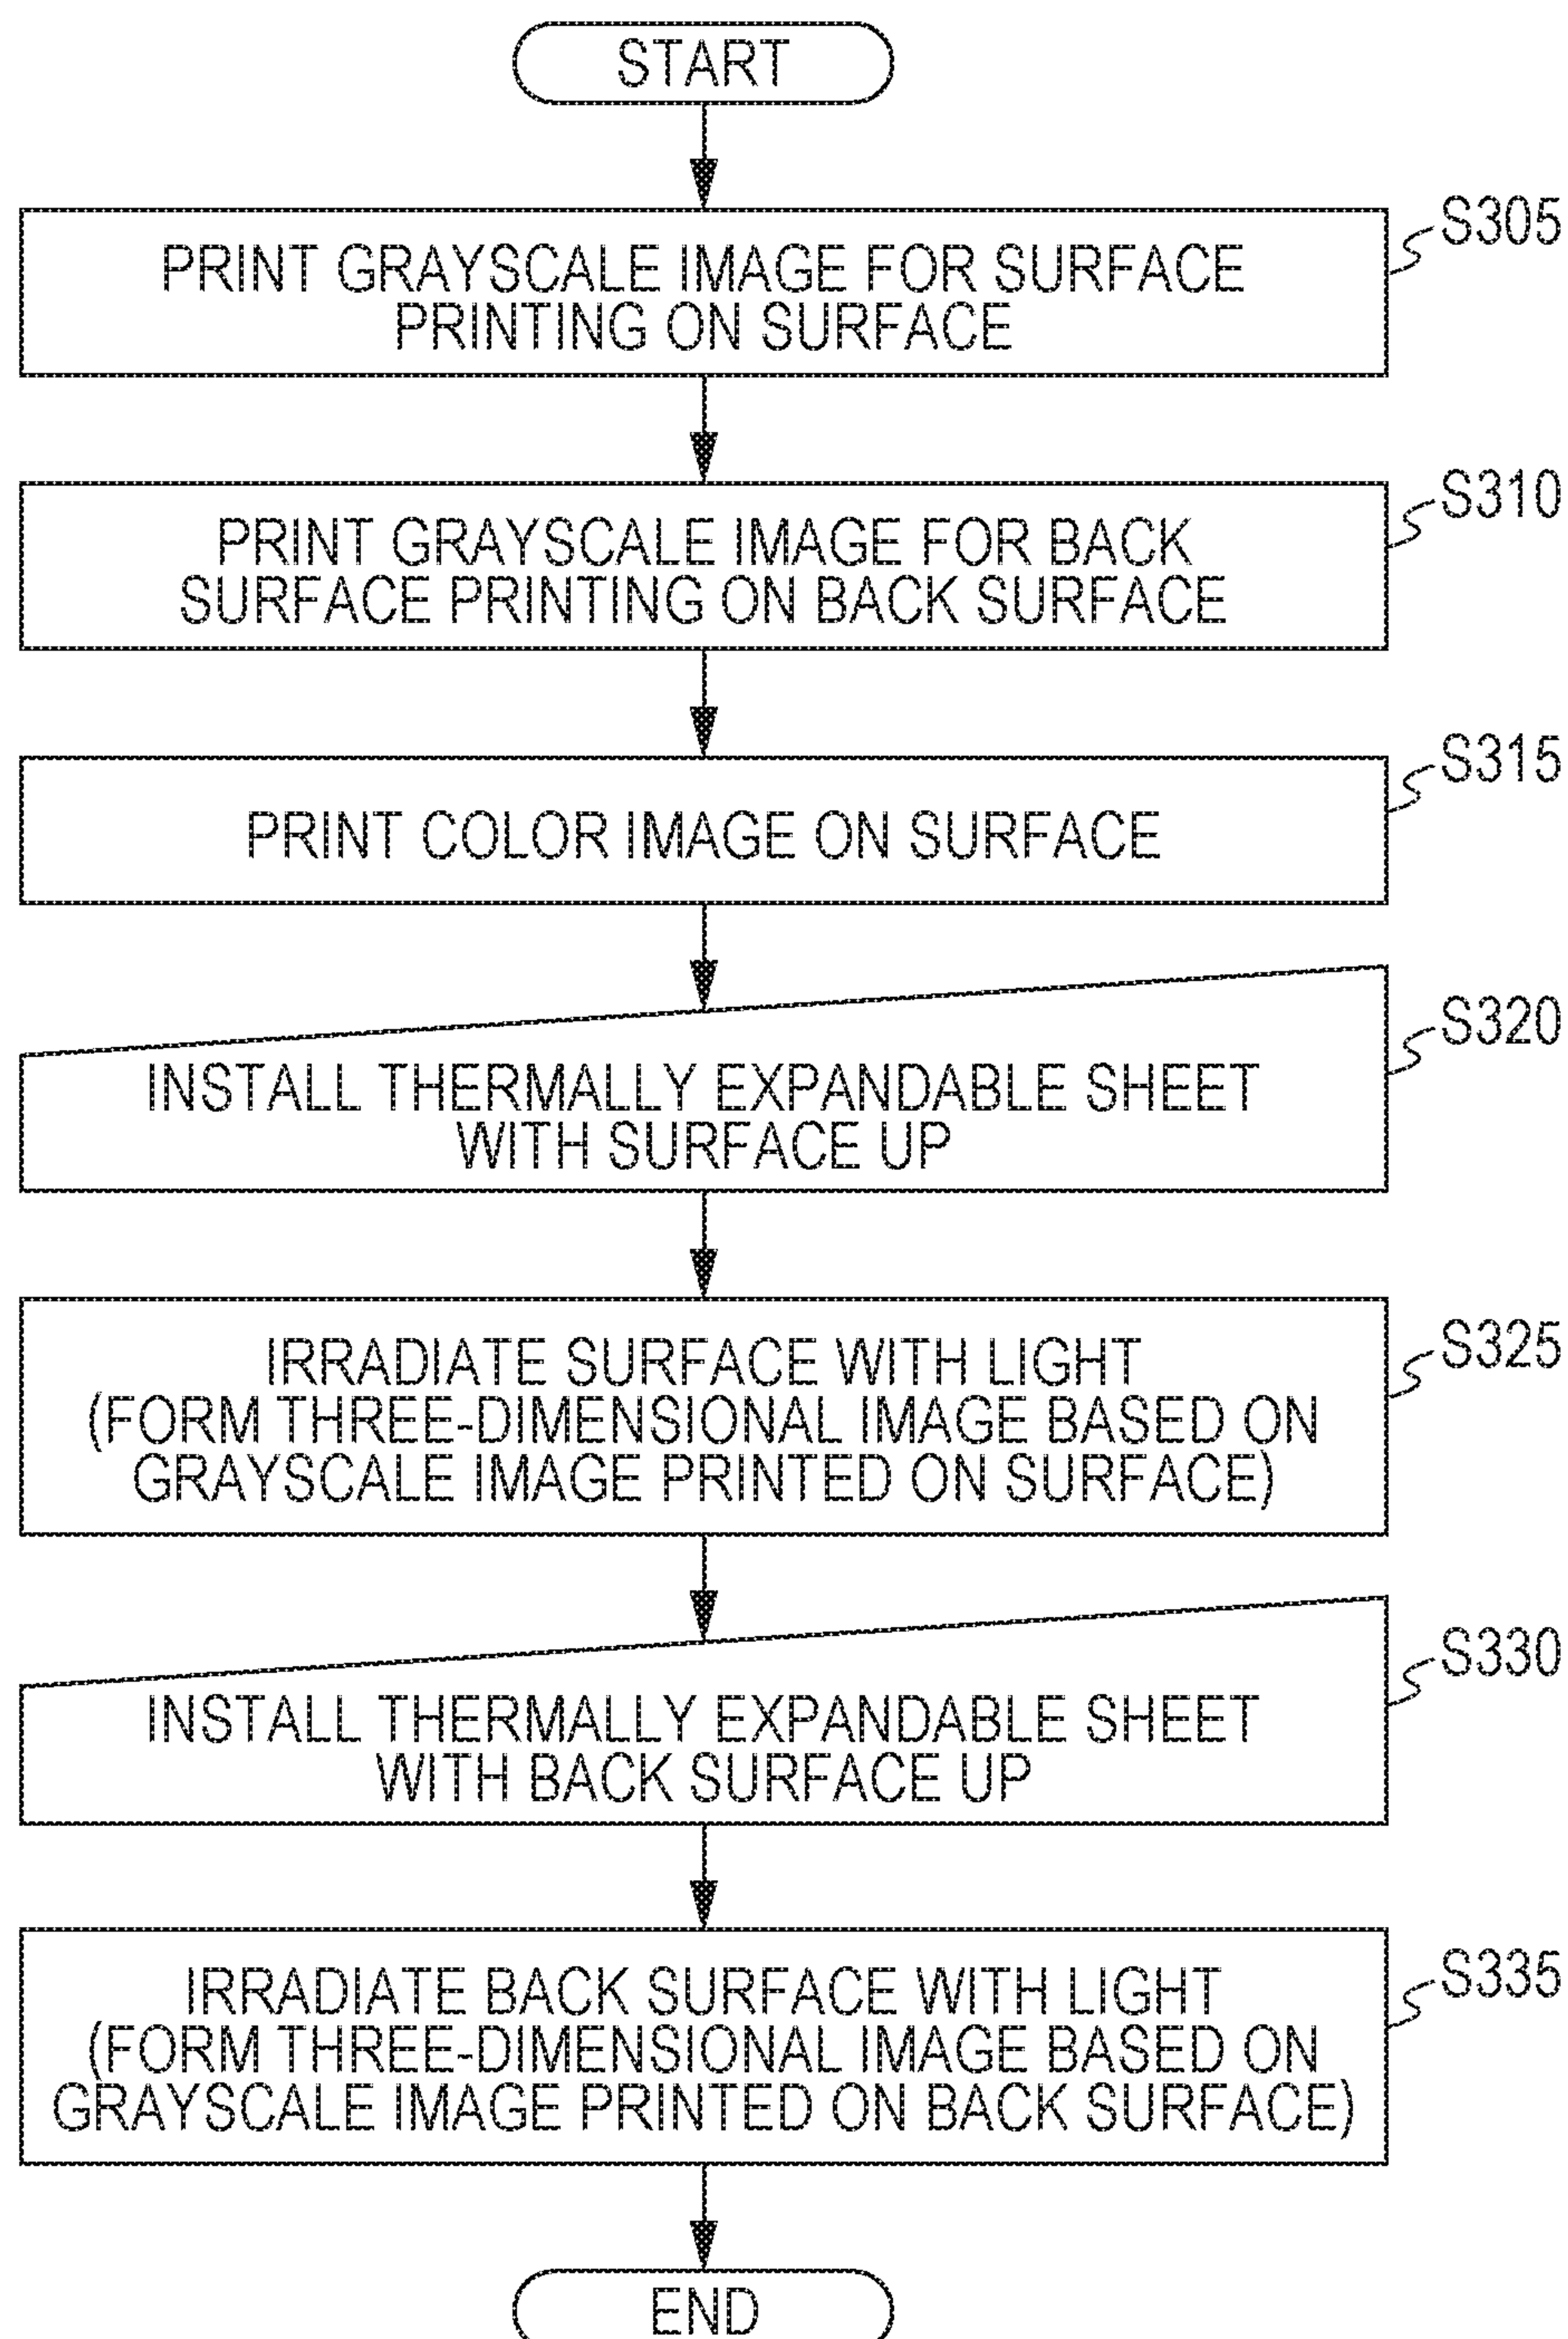 START
S305
PRINT GRAYSCALE IMAGE FOR SURFACE
PRINTING ON SURFACE
S310
PRINT GRAYSCALE IMAGE FOR BACK
SURFACE PRINTING ON BACK SURFACE
S315
PRINT COLOR IMAGE ON SURFACE
S320
INSTALL THERMALLY EXPANDABLE SHEET
WITH SURFACE UP
S325
IRRADIATE SURFACE WITH LIGHT
(FORM THREE-DIMENSIONAL IMAGE BASED ON
GRAYSCALE IMAGE PRINTED ON SURFACE)
S330
INSTALL THERMALLY EXPANDABLE SHEET
WITH BACK SURFACE UP
S335
IRRADIATE BACK SURFACE WITH LIGHT
(FORM THREE-DIMENSIONAL IMAGE BASED ON
GRAYSCALE IMAGE PRINTED ON BACK SURFACE)
END